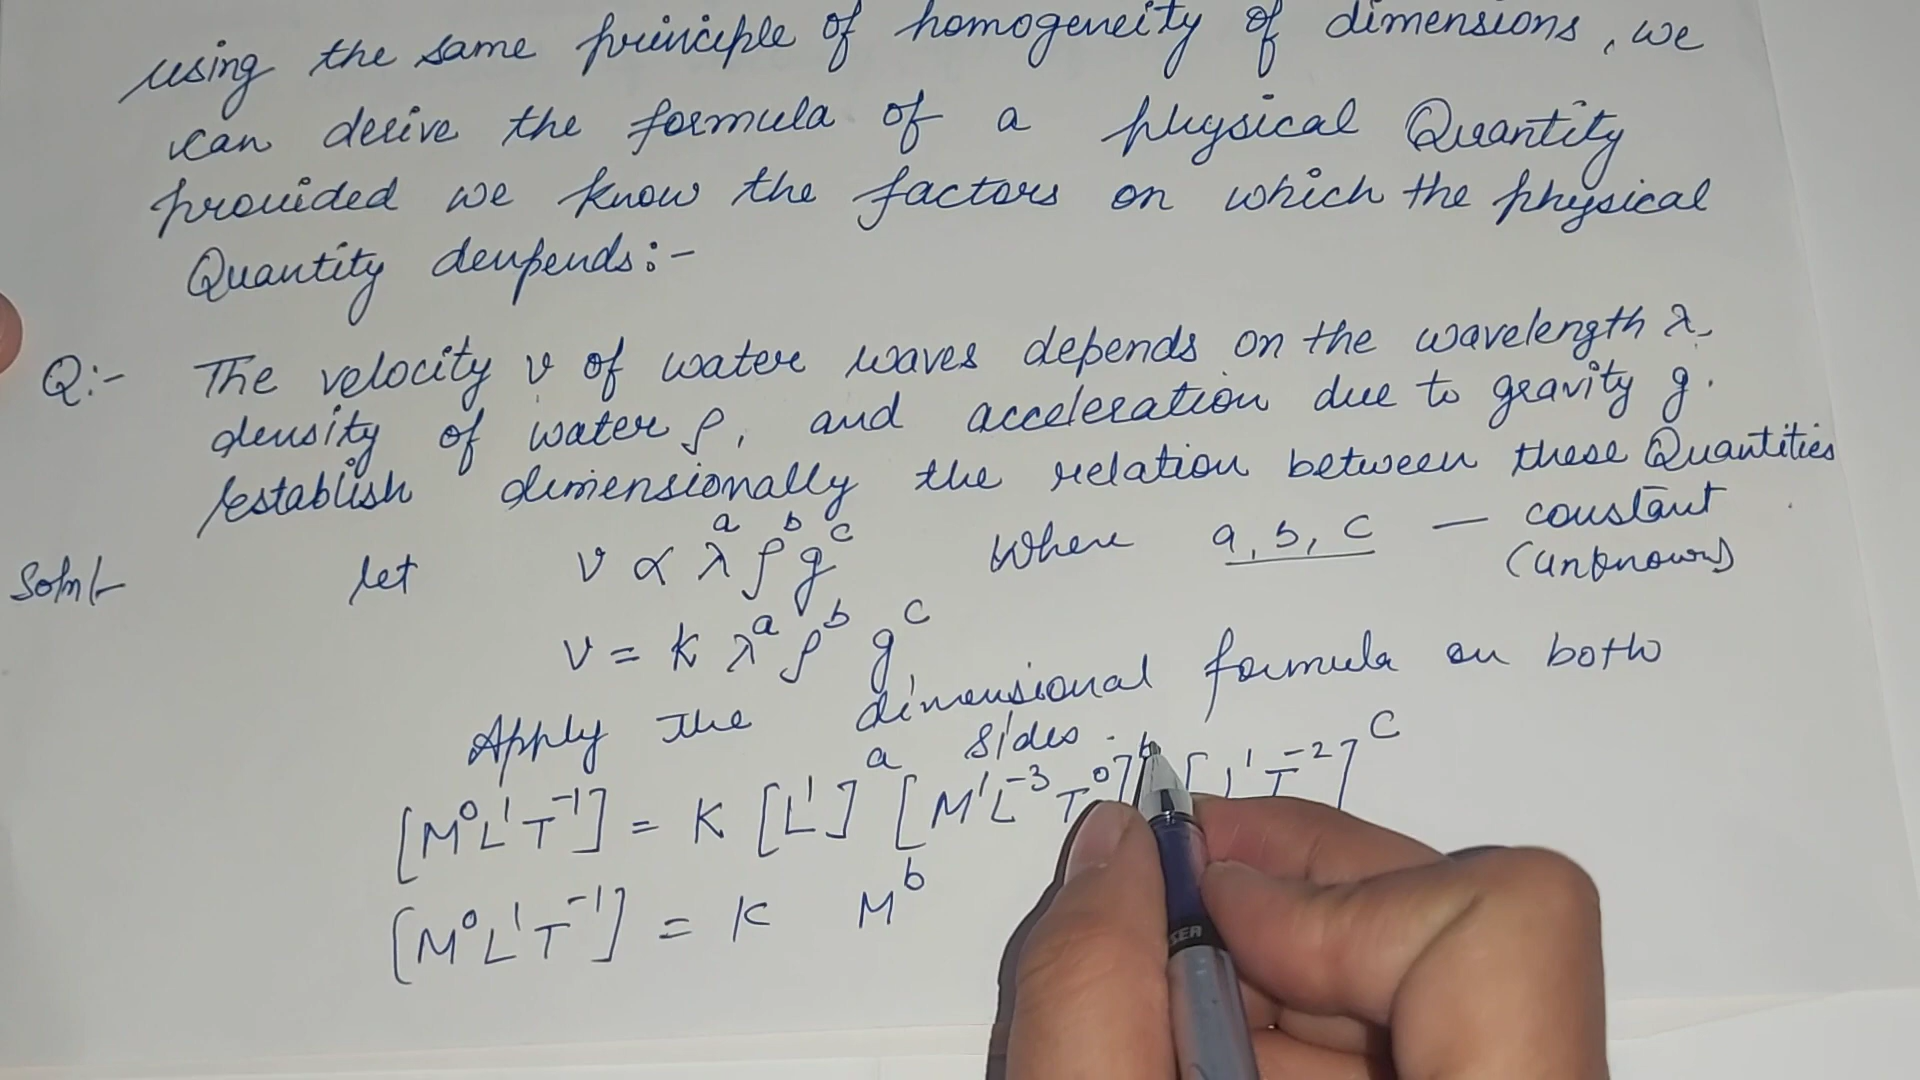 using the same principle of homogeneity of dimensions, we
can derive the formula of a physical Quantity
provided we know the factors on which the physical
Quantity denpends:-
Q:- The velocity v of water waves depends on the wavelength λ,
density of water ρ, and acceleration due to gravity g.
Establish dimensionally the relation between these Quantities
Soln:- let v ∝ λ^a ρ^b g^c where a, b, c — constant
(unknown)
v = k λ^a ρ^b g^c
Apply the dimensional formula on both
sides.
[M^0 L^1 T^-1] = K [L^1]^a [M^1 L^-3 T^0]^b [L^1 T^-2]^c
[M^0 L^1 T^-1] = K M^b